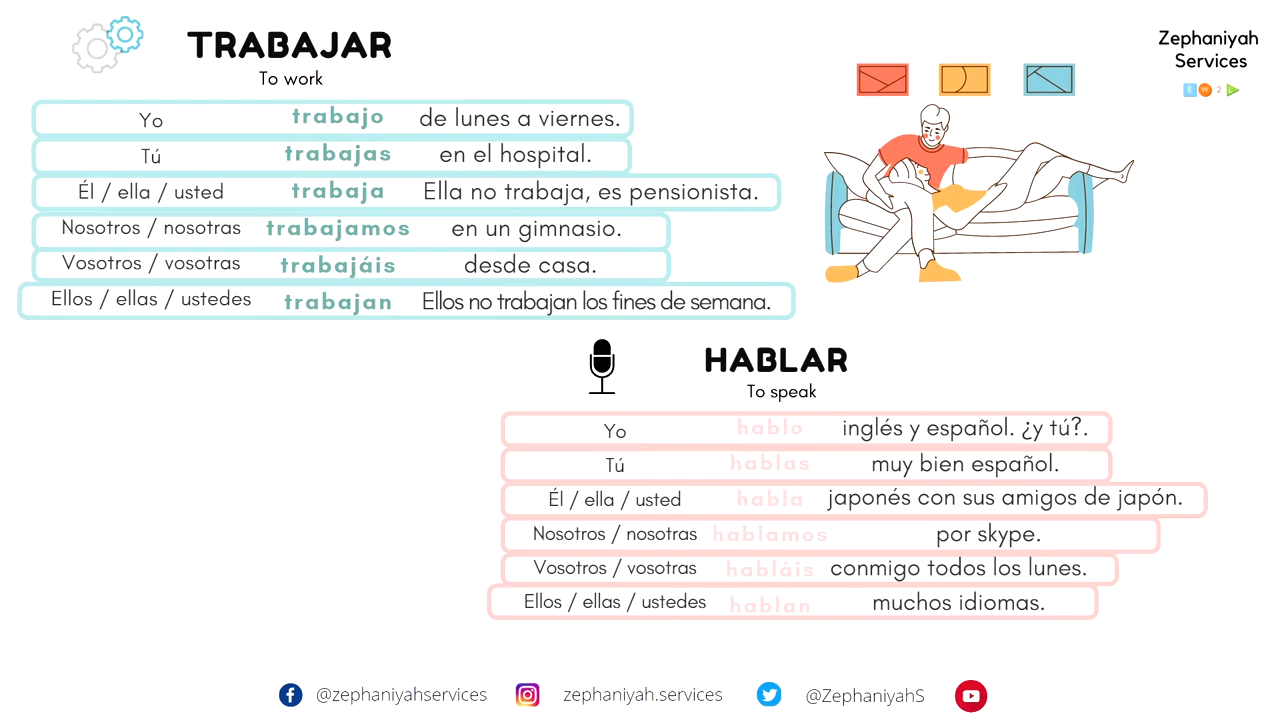 TRABAJAR
To work
Zephaniyah
Services
E W 2
Yo trabajo de lunes a viernes.
Tú trabajas en el hospital.
Él / ella / usted trabaja Ella no trabaja, es pensionista.
Nosotros / nosotras trabajamos en un gimnasio.
Vosotros / vosotras trabajáis desde casa.
Ellos / ellas / ustedes trabajan Ellos no trabajan los fines de semana.
HABLAR
To speak
Yo hablo inglés y español. ¿y tú?.
Tú hablas muy bien español.
Él / ella / usted habla japonés con sus amigos de japón.
Nosotros / nosotras hablamos por skype.
Vosotros / vosotras habláis conmigo todos los lunes.
Ellos / ellas / ustedes hablan muchos idiomas.
@zephaniyahservices zephaniyah.services @ZephaniyahS